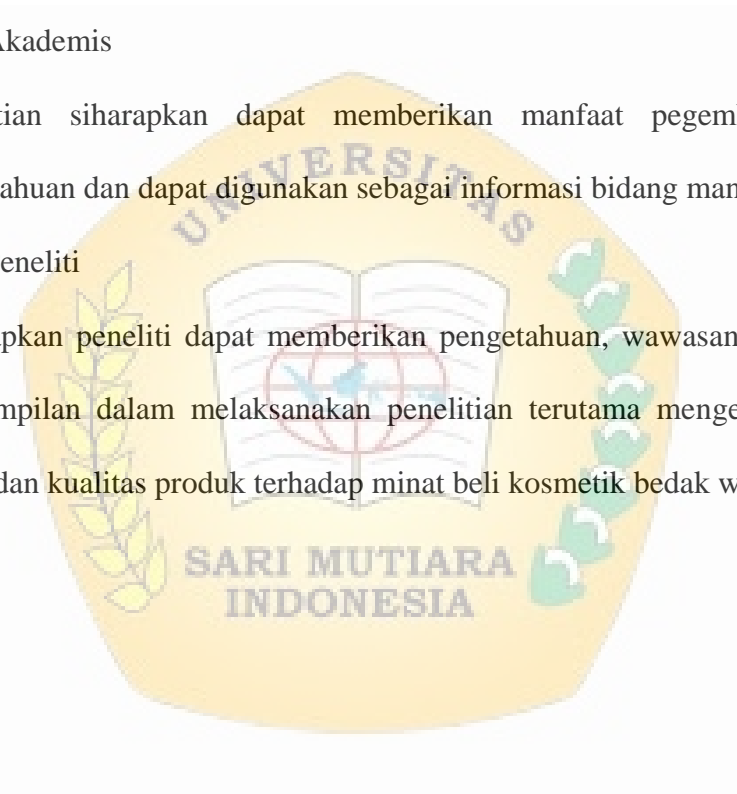 Akademis
tian siharapkan dapat memberikan manfaat pegem
ahuan dan dapat digunakan sebagai informasi bidang man
eneliti
pkan peneliti dapat memberikan pengetahuan, wawasan
mpilan dalam melaksanakan penelitian terutama menge
dan kualitas produk terhadap minat beli kosmetik bedak w
UNIVERSITAS
SARI MUTIARA
INDONESIA